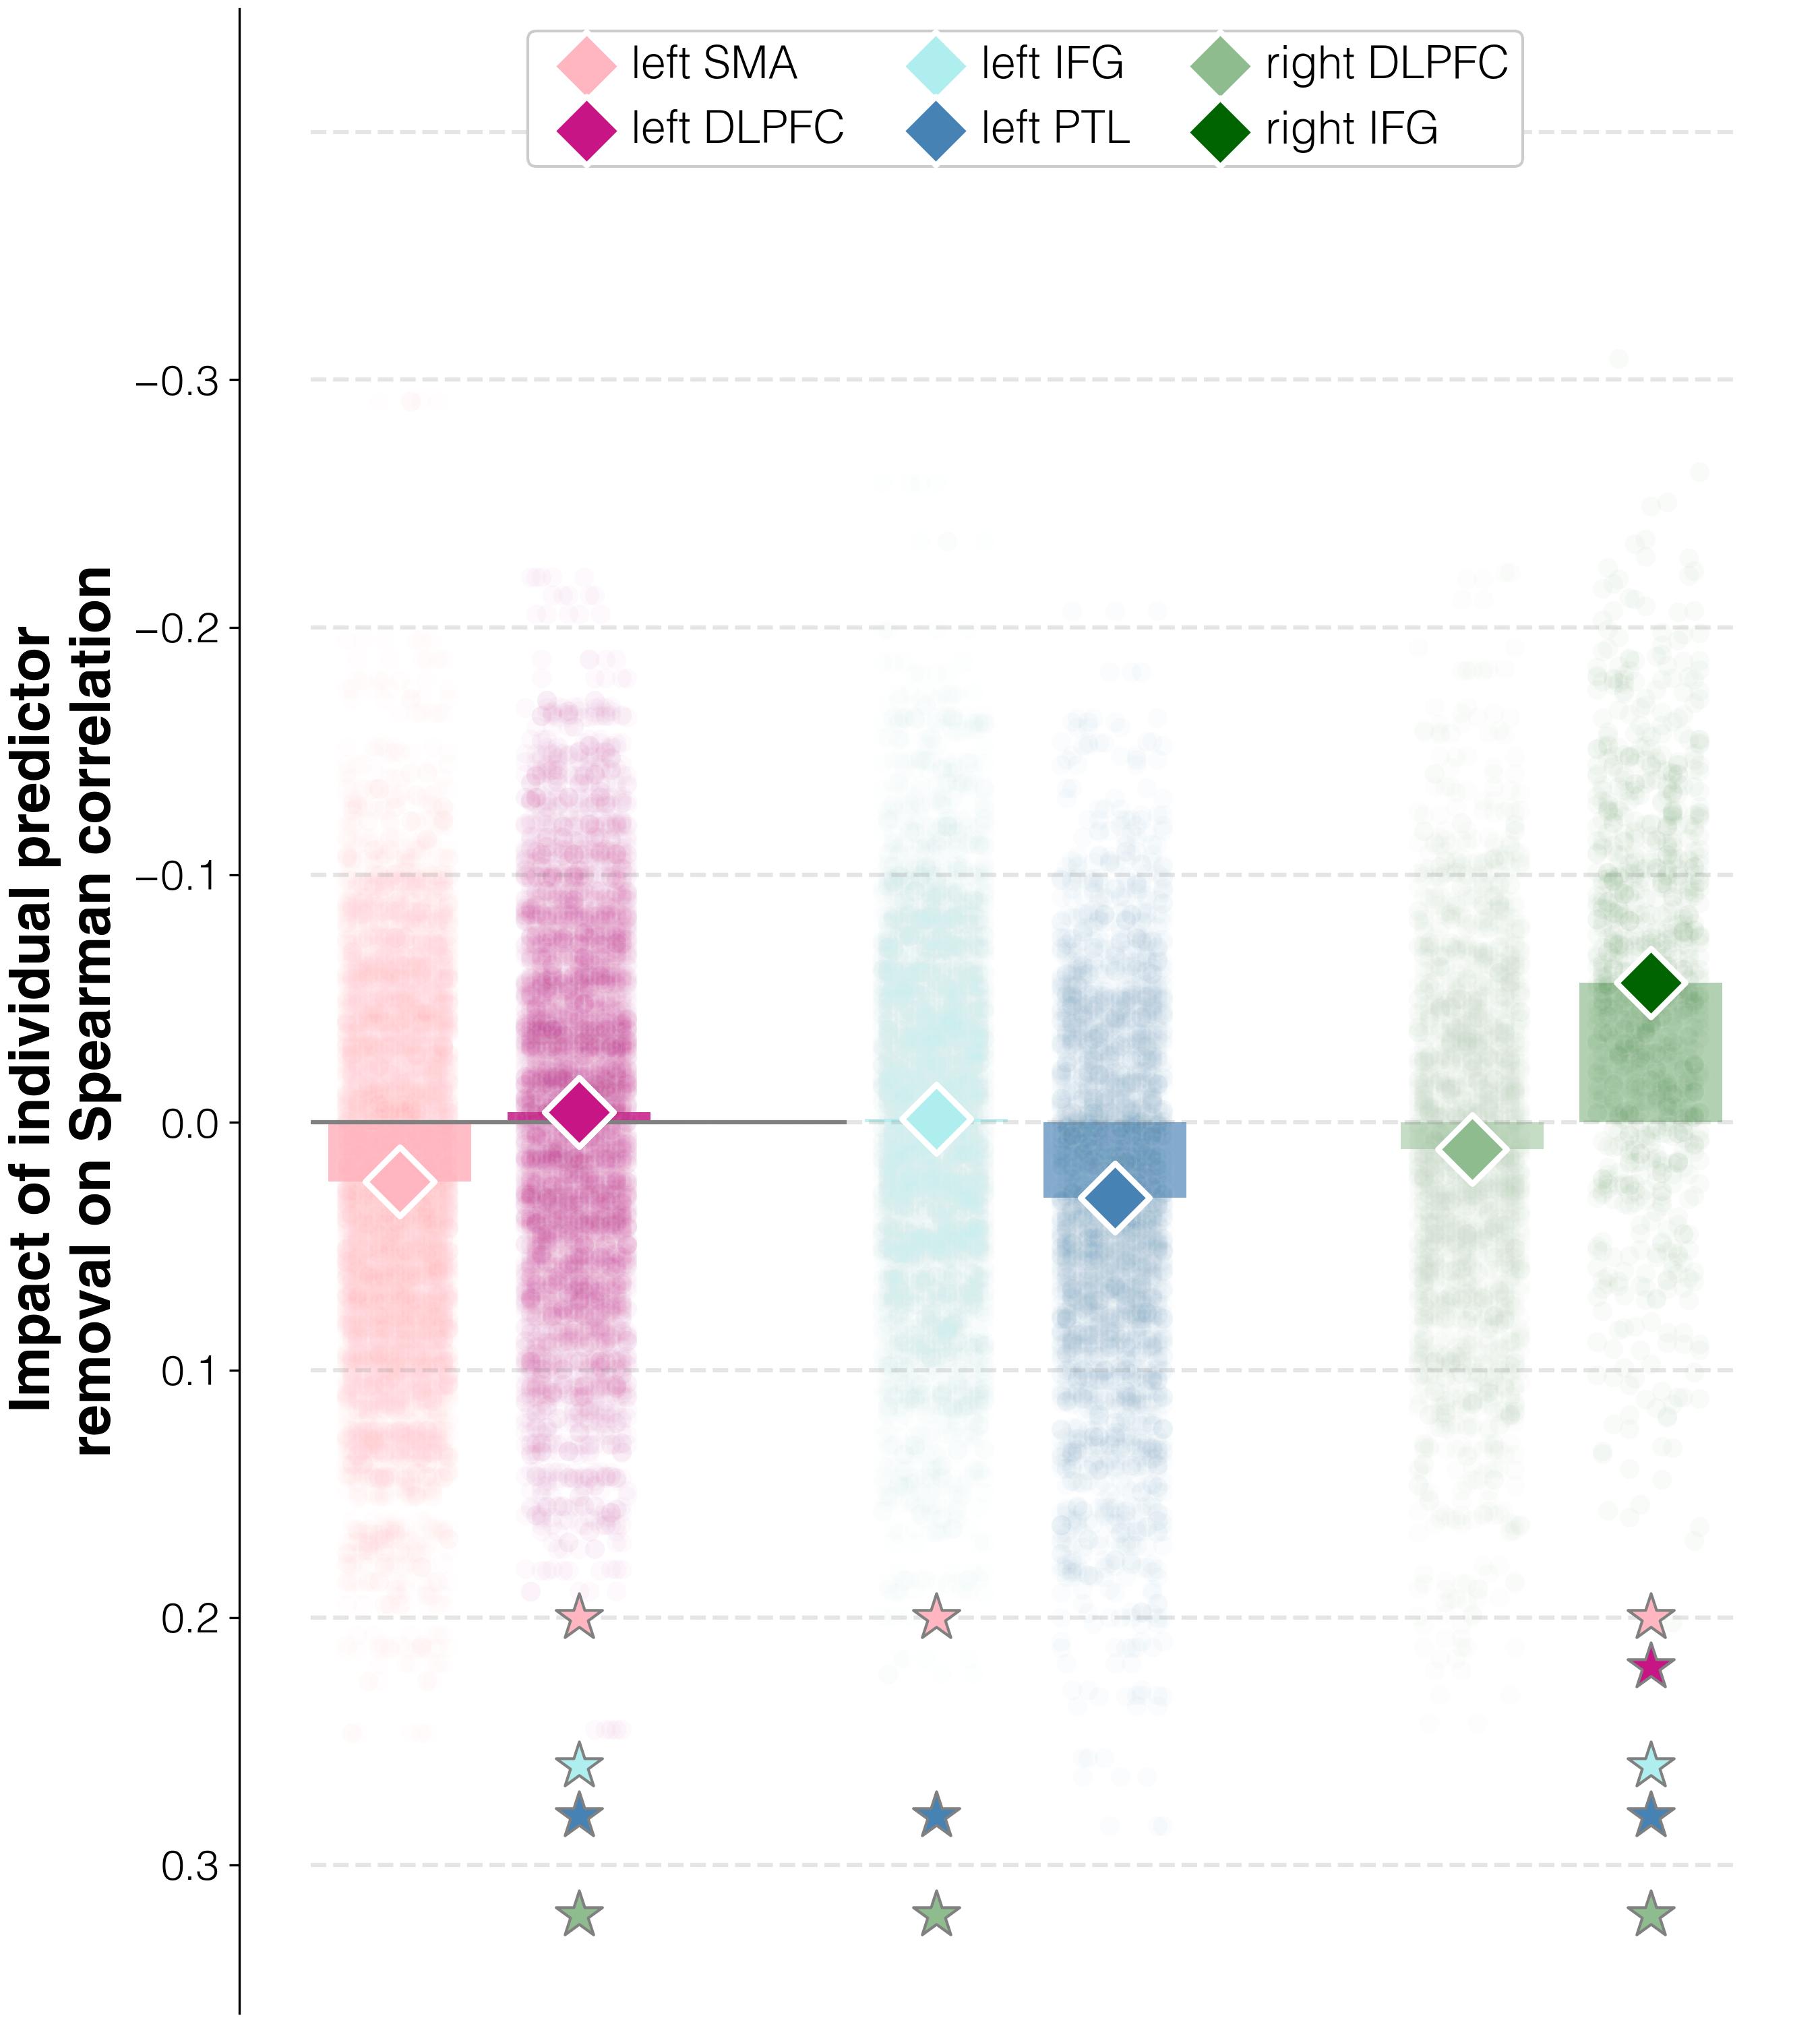 left SMA
left DLPFC
left IFG
left PTL
right DLPFC
right IFG
Impact of individual predictor
removal on Spearman correlation
−0.3
−0.2
−0.1
0.0
0.1
0.2
0.3